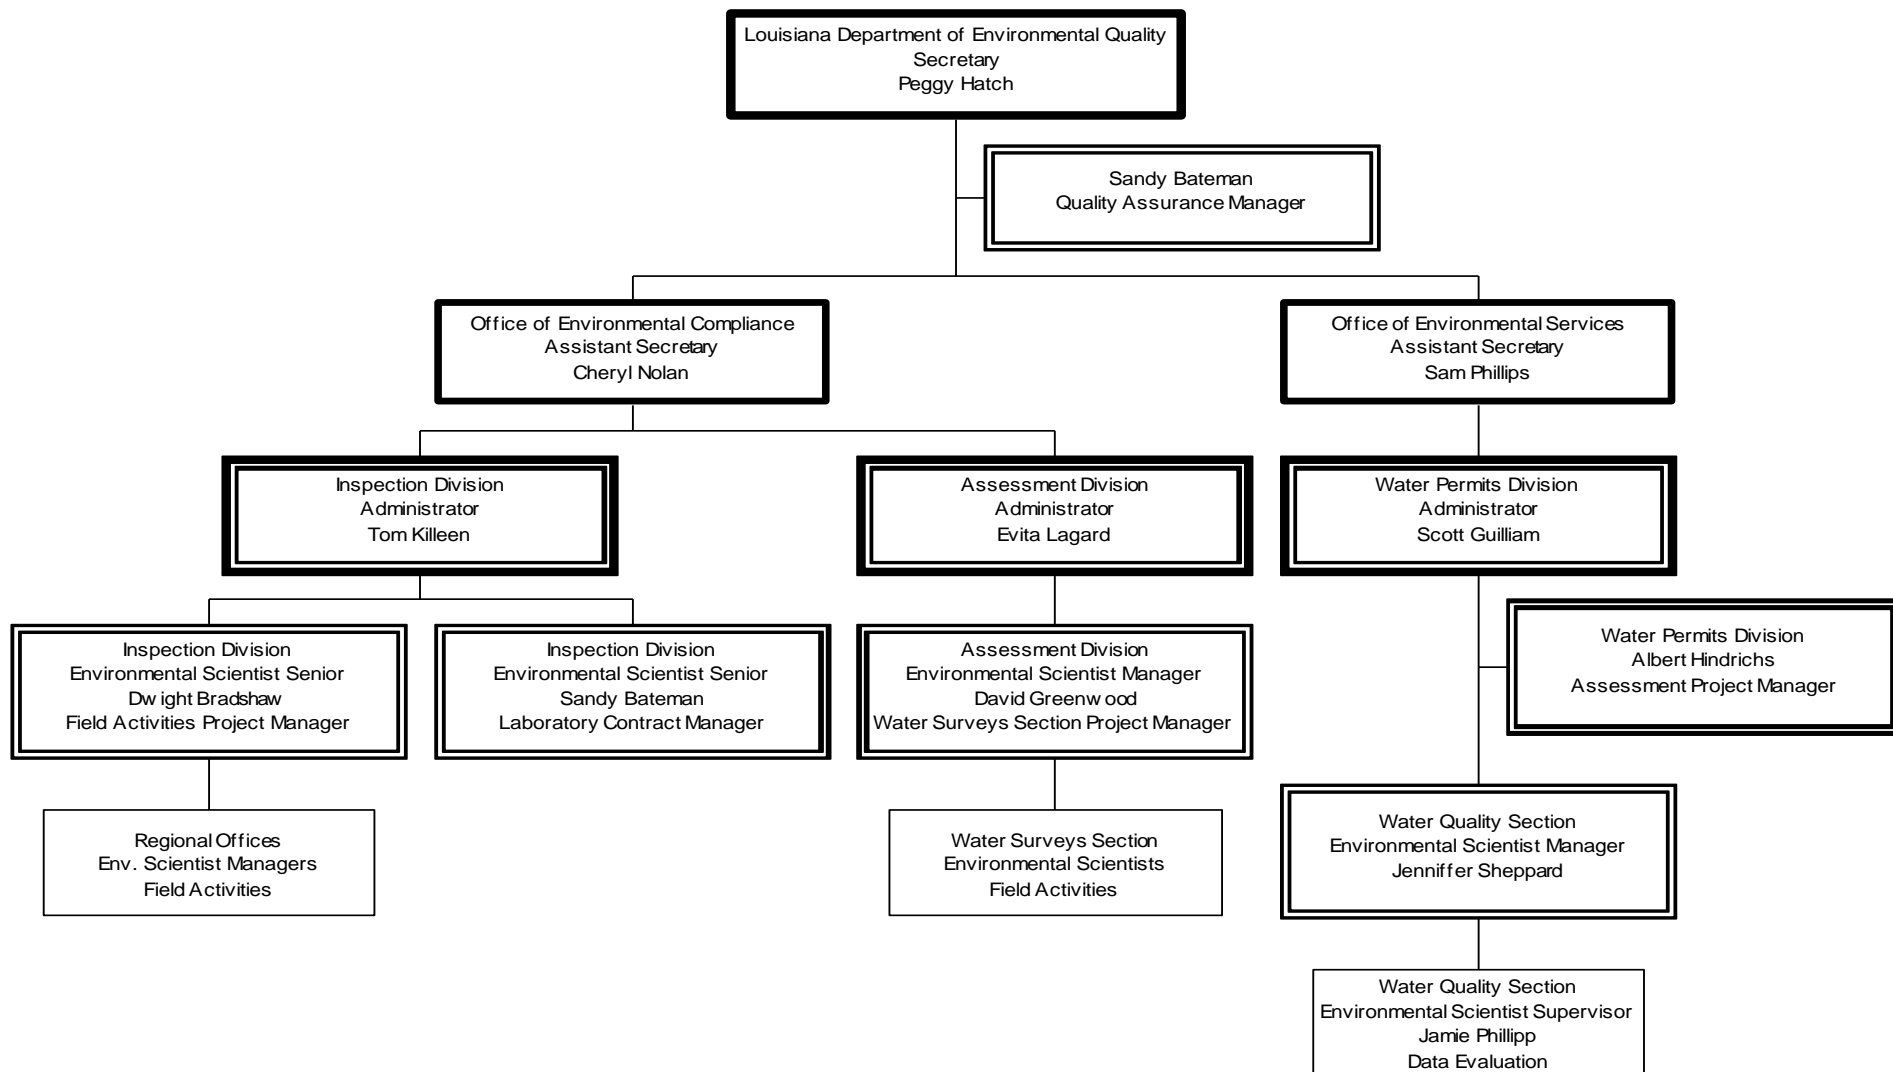 Louisiana Department of Environmental Quality
Secretary
Peggy Hatch
Sandy Bateman
Quality Assurance Manager
Office of Environmental Compliance
Assistant Secretary
Cheryl Nolan
Office of Environmental Services
Assistant Secretary
Sam Phillips
Inspection Division
Administrator
Tom Killeen
Assessment Division
Administrator
Evita Lagard
Water Permits Division
Administrator
Scott Guilliam
Inspection Division
Environmental Scientist Senior
Dwight Bradshaw
Field Activities Project Manager
Inspection Division
Environmental Scientist Senior
Sandy Bateman
Laboratory Contract Manager
Assessment Division
Environmental Scientist Manager
David Greenwood
Water Surveys Section Project Manager
Water Permits Division
Albert Hindrichs
Assessment Project Manager
Regional Offices
Env. Scientist Managers
Field Activities
Water Surveys Section
Environmental Scientists
Field Activities
Water Quality Section
Environmental Scientist Manager
Jenniffer Sheppard
Water Quality Section
Environmental Scientist Supervisor
Jamie Phillipp
Data Evaluation